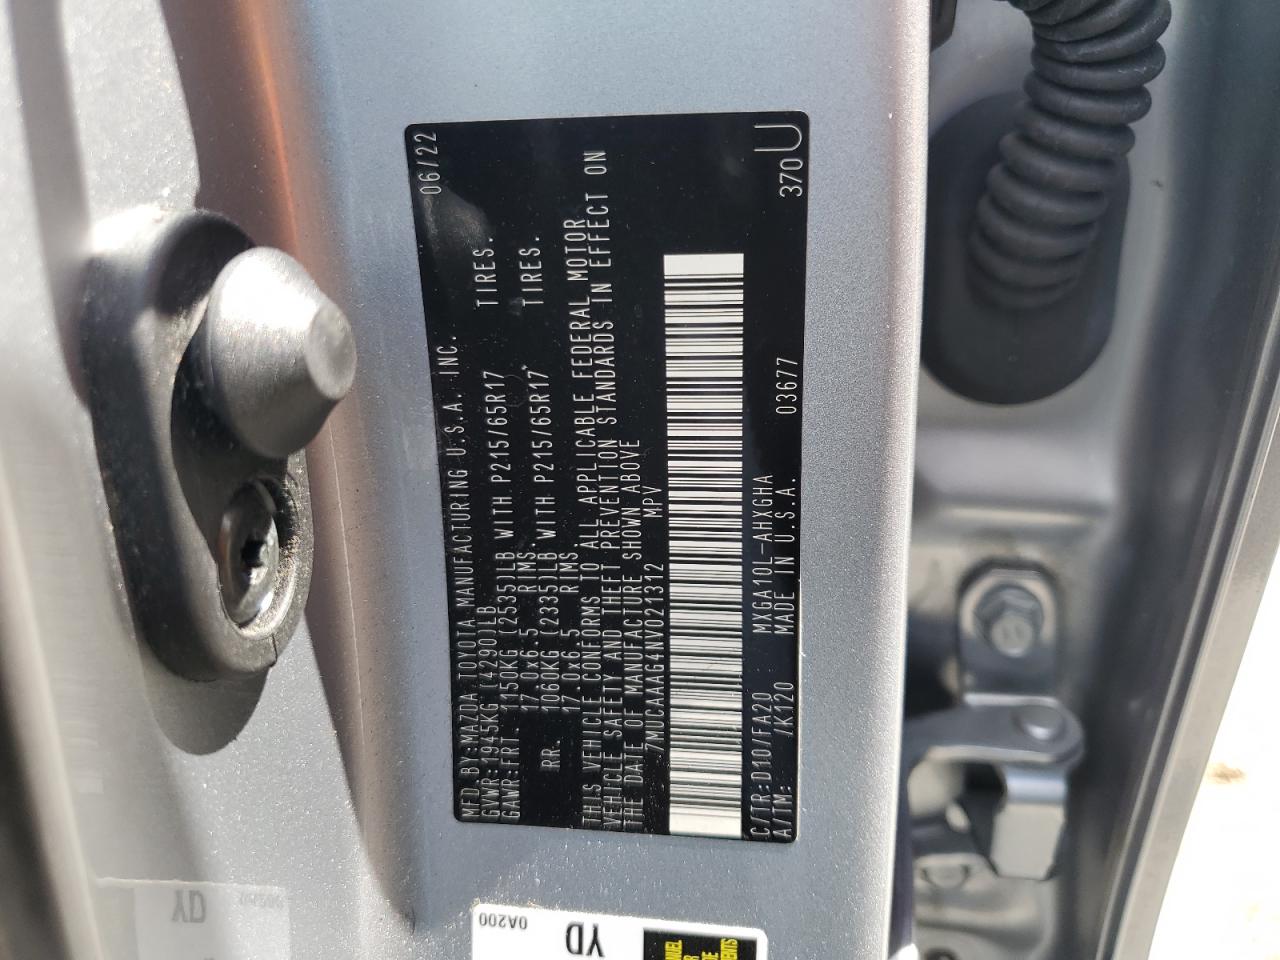 MFD.BY:MAZDA TOYOTA MANUFACTURING U.S.A., INC. 06/22
GVWR:1945KG (4290)LB
GAWR:FRT. 1150KG (2535)LB WITH P215/65R17 TIRES.
17.0X6.5 RIMS
RR. 1060KG (2335)LB WITH P215/65R17 TIRES.
17.0X6.5 RIMS
THIS VEHICLE CONFORMS TO ALL APPLICABLE FEDERAL MOTOR
VEHICLE SAFETY AND THEFT PREVENTION STANDARDS IN EFFECT ON
THE DATE OF MANUFACTURE SHOWN ABOVE
7MUCAAAG4NV021312 MPV
C/TR:D10/FA20 MXGA10L-AHXGHA 03677 370U
A/TM: /K120 MADE IN U.S.A.
0A200
YD
YD